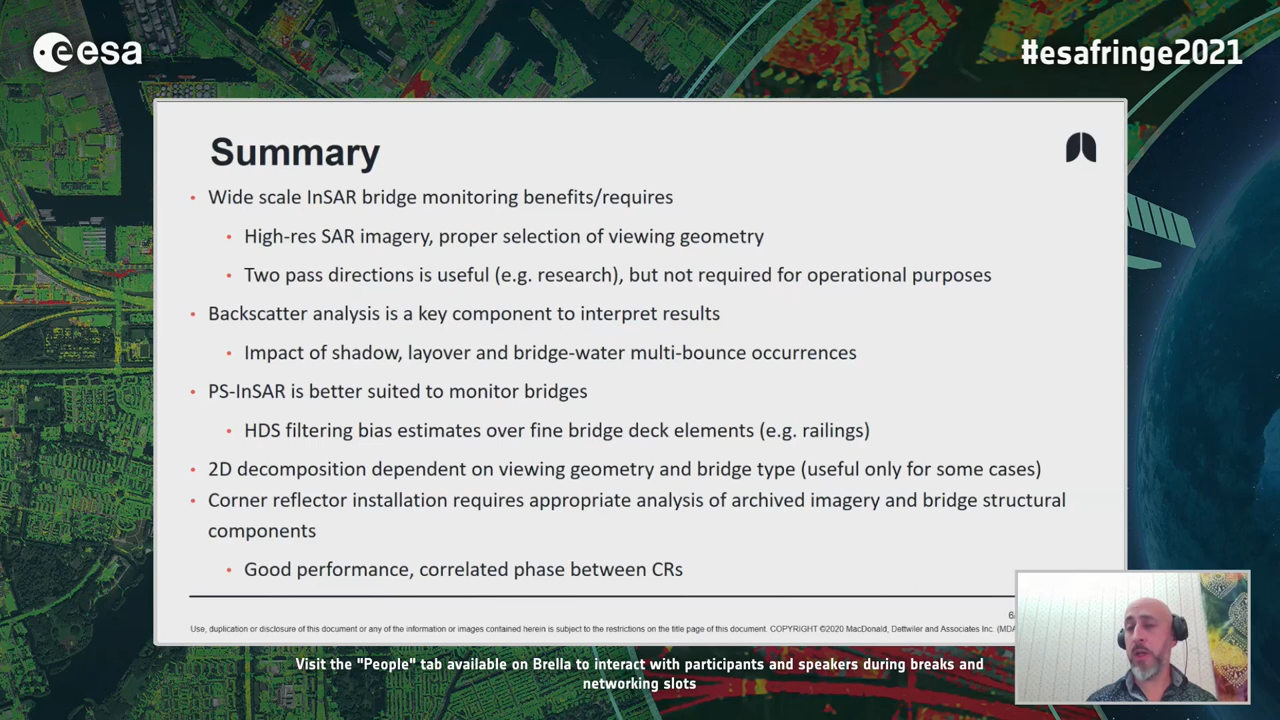 esa
#esafringe2021
Summary
• Wide scale InSAR bridge monitoring benefits/requires
• High-res SAR imagery, proper selection of viewing geometry
• Two pass directions is useful (e.g. research), but not required for operational purposes
• Backscatter analysis is a key component to interpret results
• Impact of shadow, layover and bridge-water multi-bounce occurrences
• PS-InSAR is better suited to monitor bridges
• HDS filtering bias estimates over fine bridge deck elements (e.g. railings)
• 2D decomposition dependent on viewing geometry and bridge type (useful only for some cases)
• Corner reflector installation requires appropriate analysis of archived imagery and bridge structural
components
• Good performance, correlated phase between CRs
Use, duplication or disclosure of this document or any of the information or images contained herein is subject to the restrictions on the title page of this document. COPYRIGHT ©2020 MacDonald, Dettwiler and Associates Inc. (MDA
Visit the "People" tab available on Brella to interact with participants and speakers during breaks and
networking slots